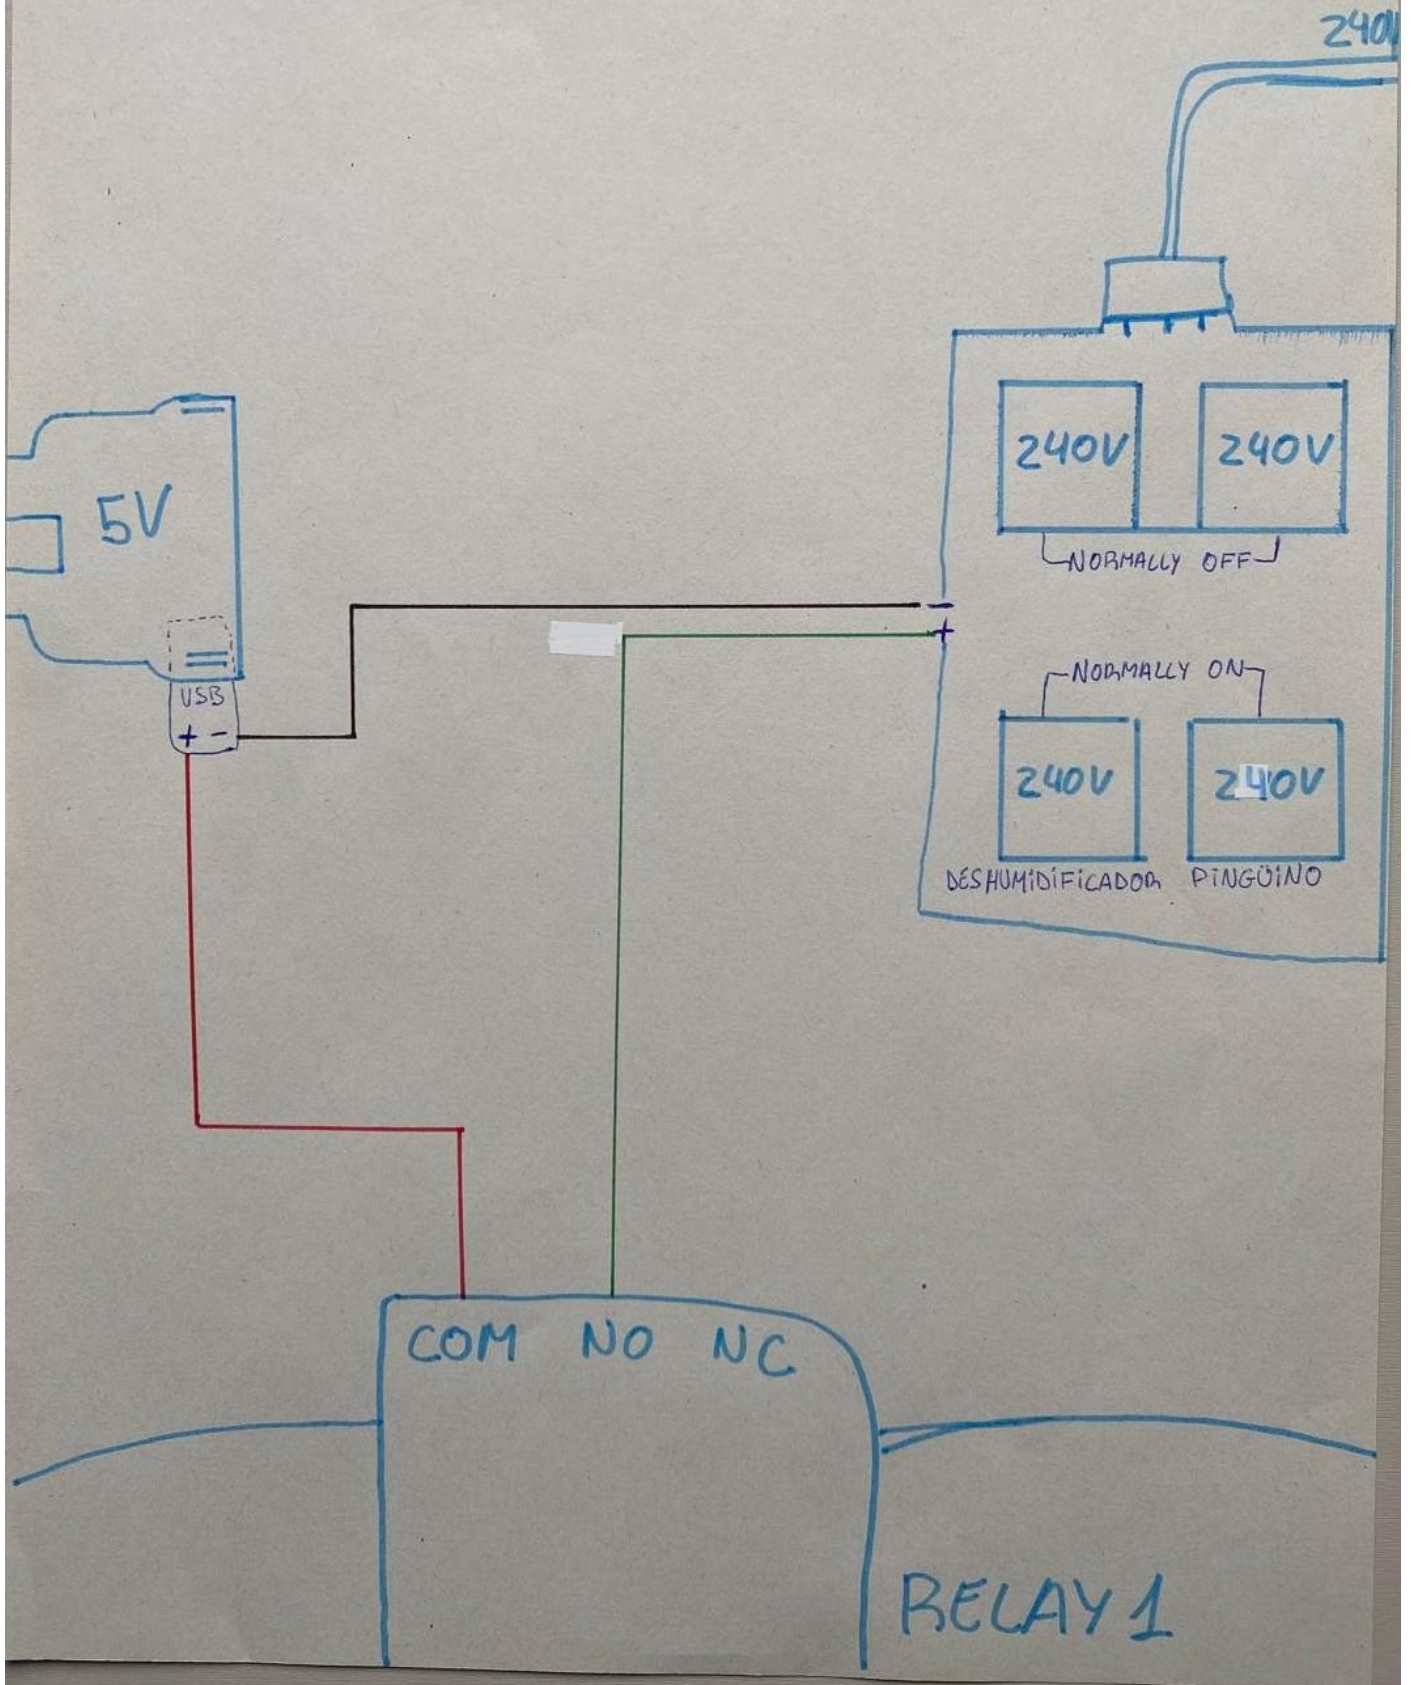 240V
240V 240V
5V
NORMALLY OFF
-
+
NORMALLY ON
USB
+ -
240V 240V
DESHUMIDIFICADOR PINGÜINO
COM NO NC
RELAY 1